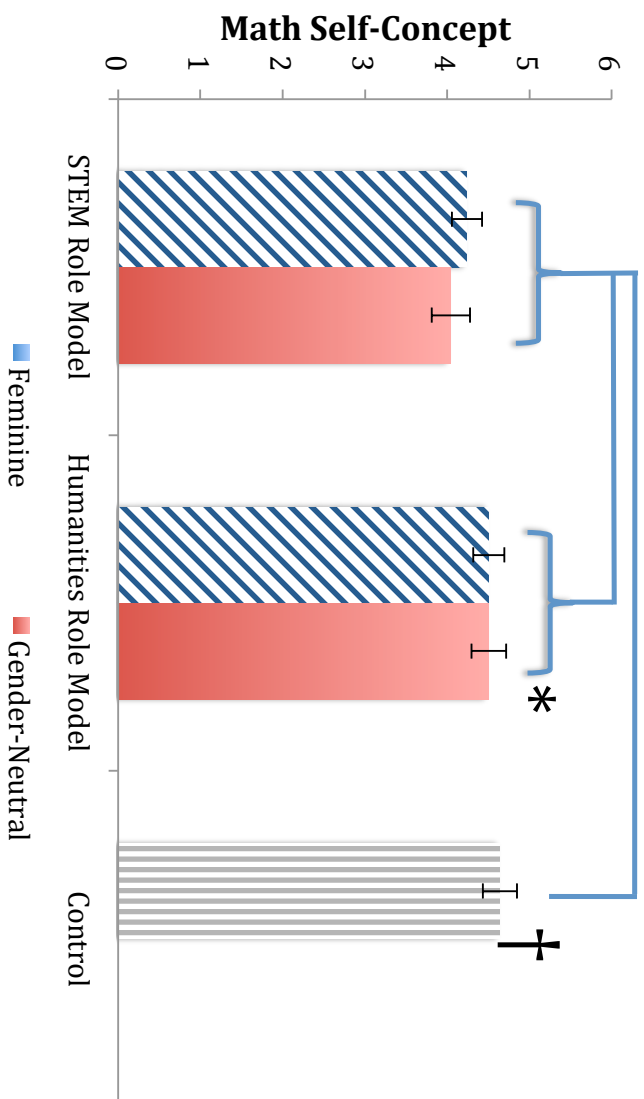 Math Self-Concept
6
5
4
3
2
1
0
*
†
STEM Role Model
Humanities Role Model
Control
Feminine
Gender-Neutral